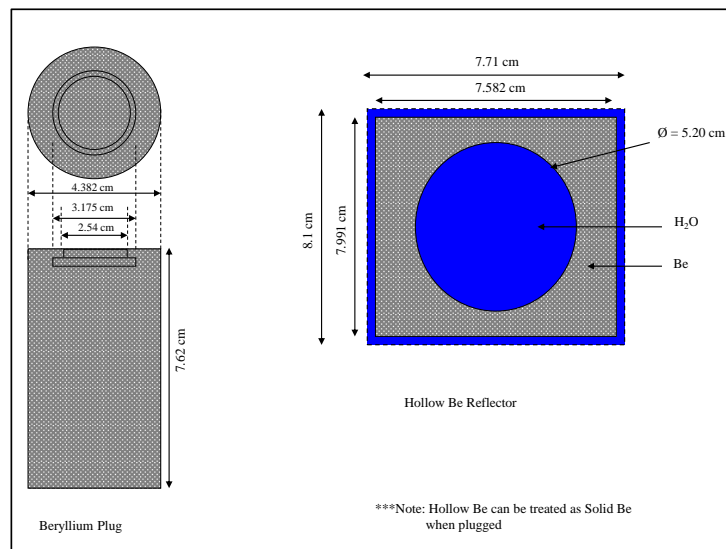 4.382 cm
3.175 cm
2.54 cm
7.62 cm
Beryllium Plug
7.71 cm
7.582 cm
Ø = 5.20 cm
8.1 cm
7.991 cm
H2O
Be
Hollow Be Reflector
***Note: Hollow Be can be treated as Solid Be
when plugged